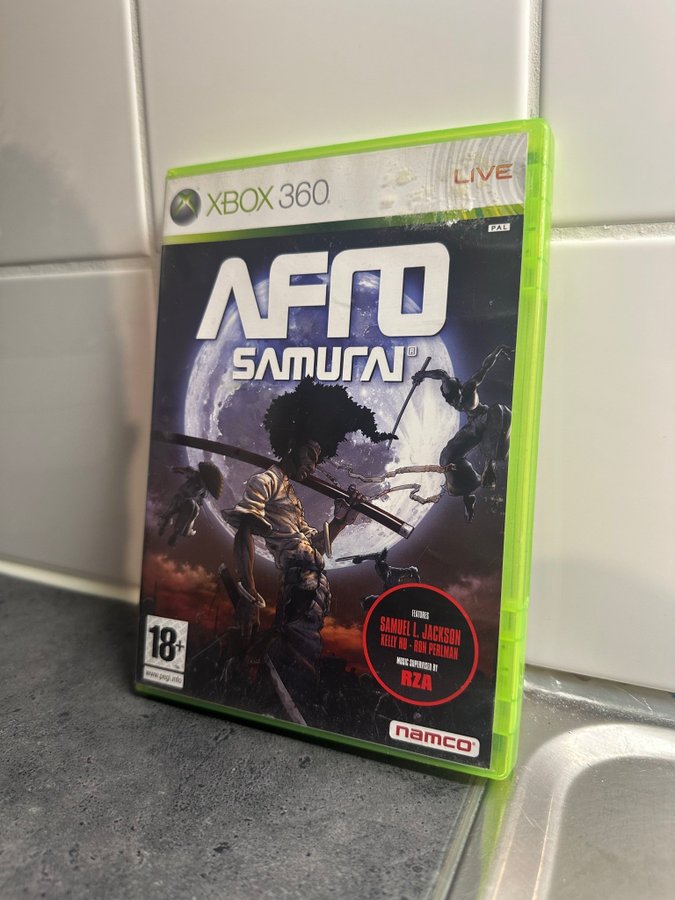 XBOX 360
LIVE
PAL
AFRO
SAMURAI®
FEATURES
SAMUEL L. JACKSON
KELLY HU - RON PERLMAN
MUSIC SUPERVISED BY
RZA
18+
www.pegi.info
namco®